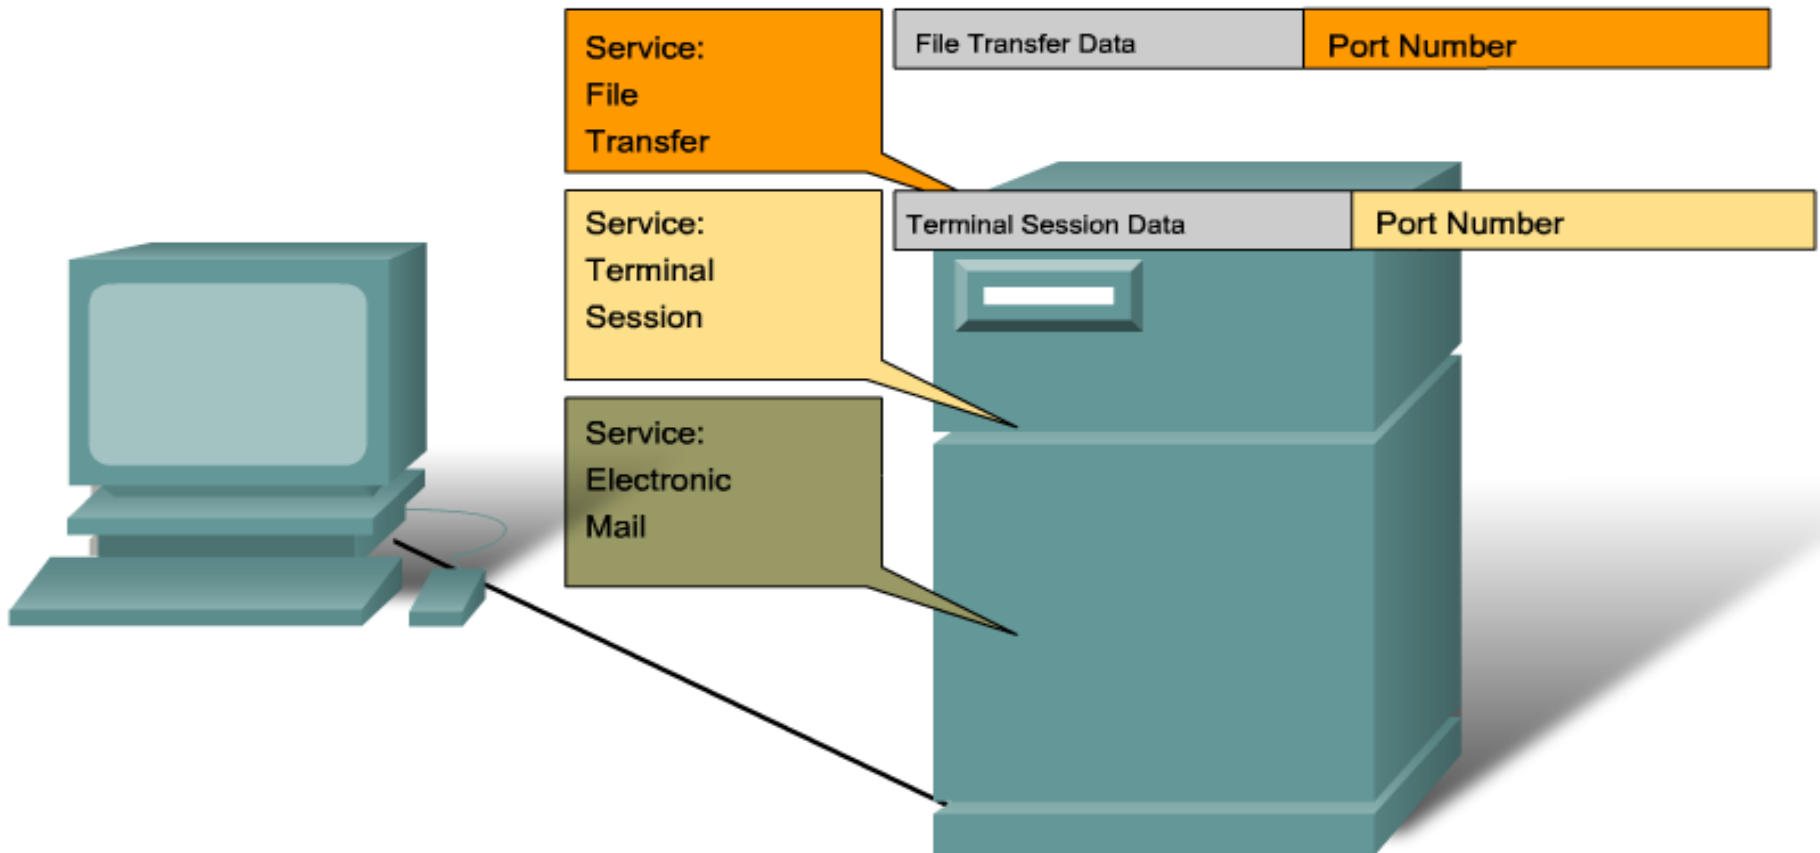 Service:
File
Transfer
File Transfer Data
Port Number
Service:
Terminal
Session
Terminal Session Data
Port Number
Service:
Electronic
Mail